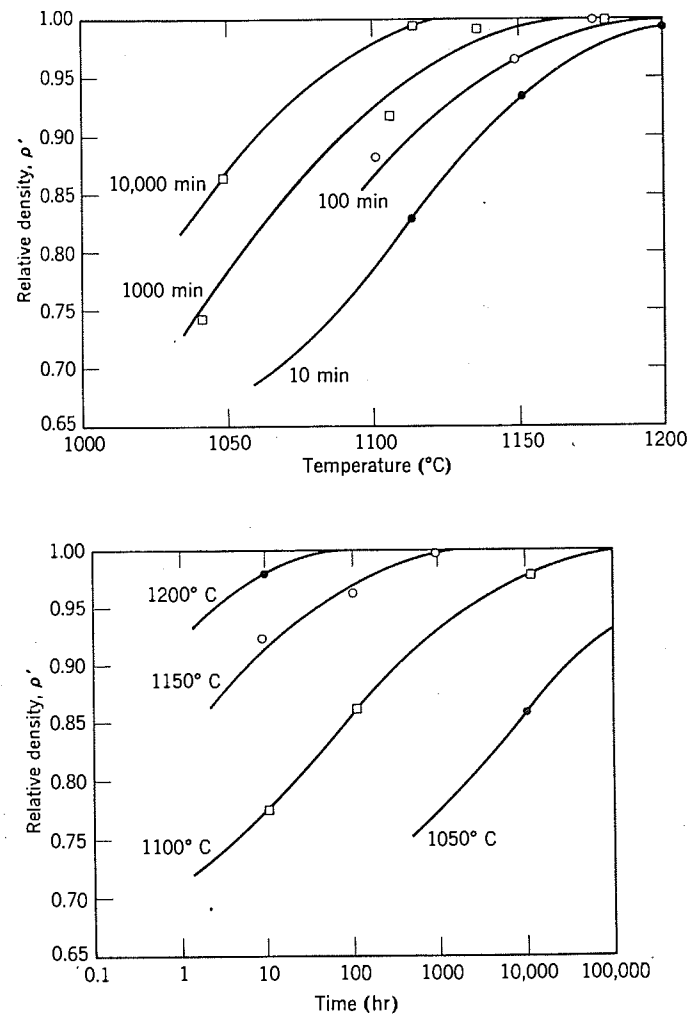 1.00
0.95
0.90
0.85
0.80
0.75
0.70
0.65
Relative density, ρ′
10,000 min
1000 min
100 min
10 min
1000
1050
1100
1150
1200
Temperature (°C)
1.00
0.95
0.90
0.85
0.80
0.75
0.70
0.65
Relative density, ρ′
1200° C
1150° C
1100° C
1050° C
0.1
1
10
100
1000
10,000
100,000
Time (hr)